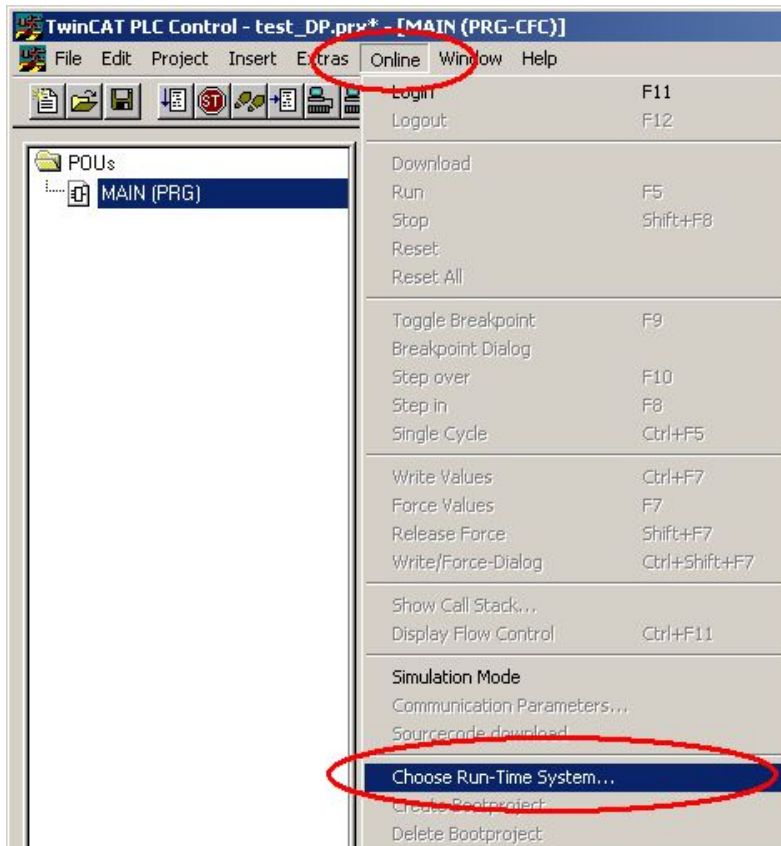 TwinCAT PLC Control - test_DP.prx* - [MAIN (PRG-CFC)]
File Edit Project Insert Extras Online Window Help
Login F11
Logout F12
POUs
MAIN (PRG)
Download
Run F5
Stop Shift+F8
Reset
Reset All
Toggle Breakpoint F9
Breakpoint Dialog
Step over F10
Step in F8
Single Cycle Ctrl+F5
Write Values Ctrl+F7
Force Values F7
Release Force Shift+F7
Write/Force-Dialog Ctrl+Shift+F7
Show Call Stack...
Display Flow Control Ctrl+F11
Simulation Mode
Communication Parameters...
Sourcecode download
Choose Run-Time System...
Create Bootproject
Delete Bootproject